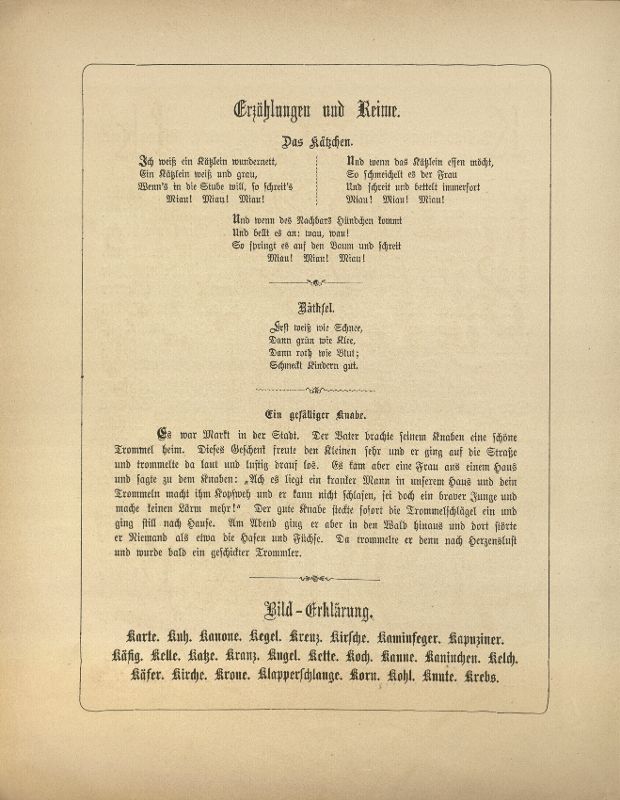 Erzählungen und Reime.
Das Kätzchen.
Ich weiß ein Kätzlein wundernett,
Ein Kätzlein weiß und grau,
Wenn's in die Stube will, so schreit's
Miau! Miau! Miau!
Und wenn das Kätzlein essen möcht,
So schmeichelt es der Frau
Und schreit und bettelt immerfort
Miau! Miau! Miau!
Und wenn des Nachbars Hündchen kommt
Und bellt es an: wau, wau!
So springt es auf den Baum und schreit
Miau! Miau! Miau!
Räthsel.
Erst weiß wie Schnee,
Dann grün wie Klee,
Dann roth wie Blut;
Schmeckt Kindern gut.
Ein gefälliger Knabe.
Es war Markt in der Stadt. Der Vater brachte seinem Knaben eine schöne
Trommel heim. Dieses Geschenk freute den Kleinen sehr und er ging auf die Straße
und trommelte da laut und lustig drauf los. Es kam aber eine Frau aus einem Haus
und sagte zu dem Knaben: „Ach es liegt ein kranker Mann in unserem Haus und dein
Trommeln macht ihm Kopfweh und er kann nicht schlafen, sei doch ein braver Junge und
mache keinen Lärm mehr!“ Der gute Knabe steckte sofort die Trommelschlägel ein und
ging still nach Hause. Am Abend ging er aber in den Wald hinaus und dort störte
er Niemand als etwa die Hasen und Füchse. Da trommelte er denn nach Herzenslust
und wurde bald ein geschickter Trommler.
Bild-Erklärung.
Karte. Kuh. Kanone. Kegel. Kreuz. Kirsche. Kaminfeger. Kapuziner.
Käfig. Kelle. Katze. Kranz. Kugel. Kette. Koch. Kanne. Kaninchen. Kelch.
Käfer. Kirche. Krone. Klapperschlange. Korn. Kohl. Knute. Krebs.